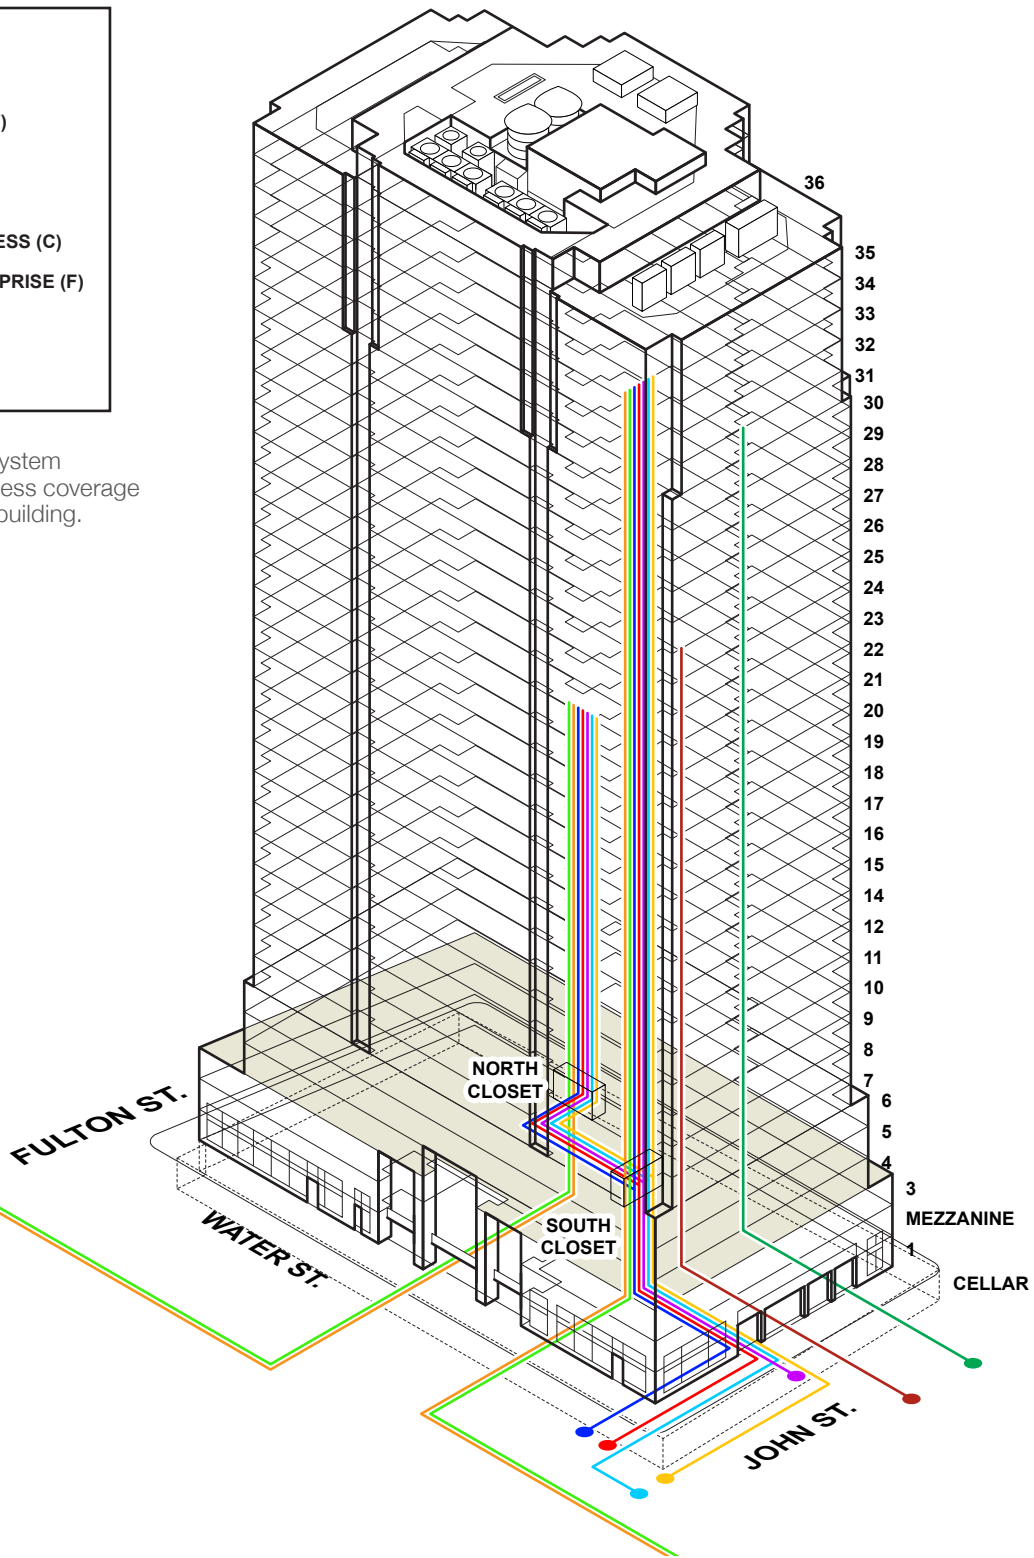 )
ESS (C)
PRISE (F)
ystem
ess coverage
building.
36
35
34
33
32
31
30
29
28
27
26
25
24
23
22
21
20
19
18
17
16
15
14
12
11
10
9
8
7
6
5
4
3
MEZZANINE
1
CELLAR
NORTH
CLOSET
SOUTH
CLOSET
FULTON ST.
WATER ST.
JOHN ST.